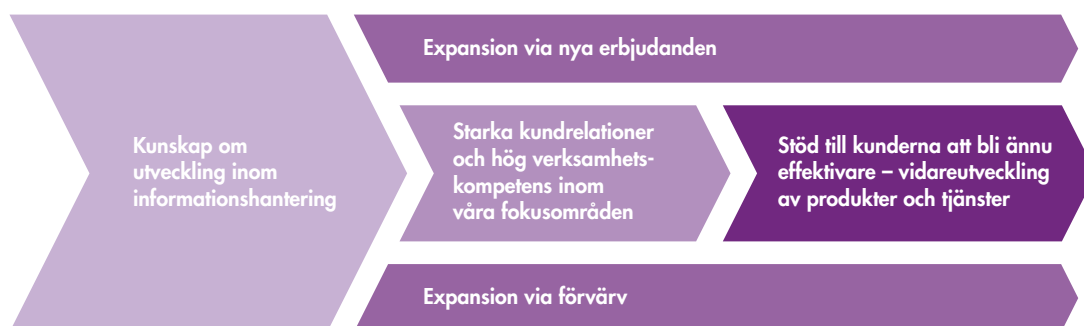 Expansion via nya erbjudanden
Kunskap om
utveckling inom
informationshantering
Starka kundrelationer
och hög verksamhets-
kompetens inom
våra fokusområden
Stöd till kunderna att bli ännu
effektivare – vidareutveckling
av produkter och tjänster
Expansion via förvärv